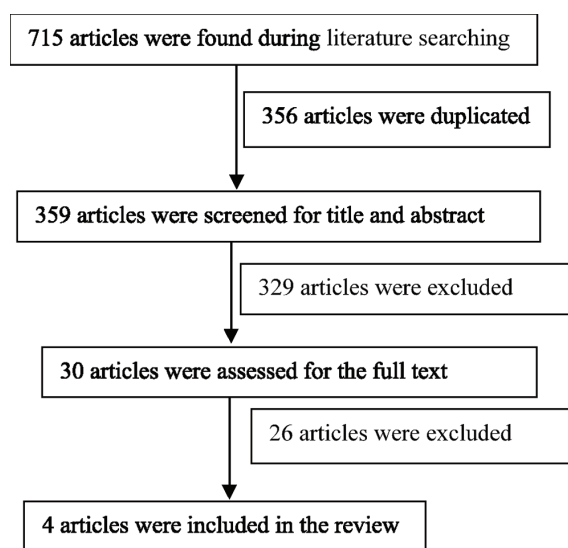 715 articles were found during literature searching
356 articles were duplicated
359 articles were screened for title and abstract
329 articles were excluded
30 articles were assessed for the full text
26 articles were excluded
4 articles were included in the review